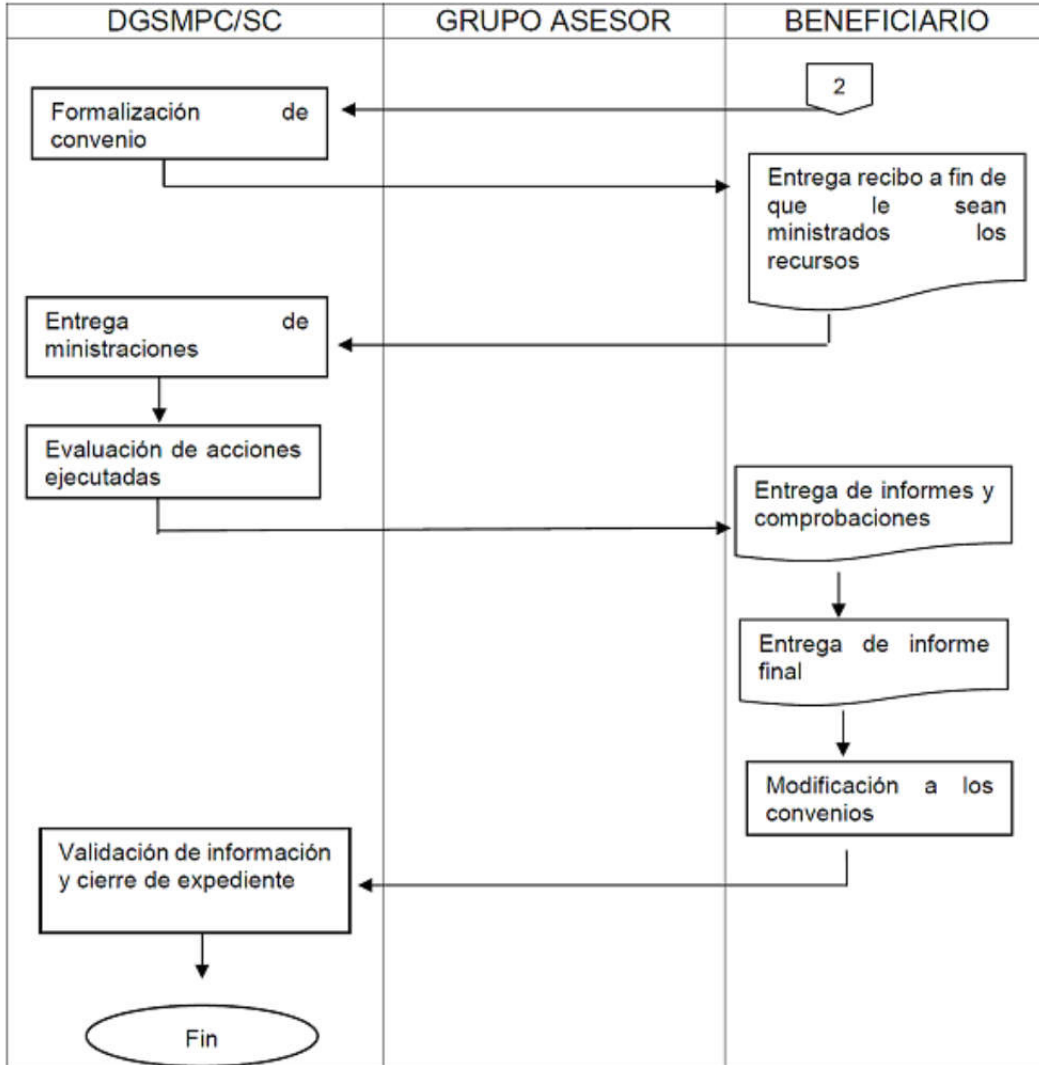 DGSMPC/SC
GRUPO ASESOR
BENEFICIARIO
2
Formalización de
convenio
Entrega recibo a fin de
que le sean
ministrados los
recursos
Entrega de
ministraciones
Evaluación de acciones
ejecutadas
Entrega de informes y
comprobaciones
Entrega de informe
final
Modificación a los
convenios
Validación de información
y cierre de expediente
Fin